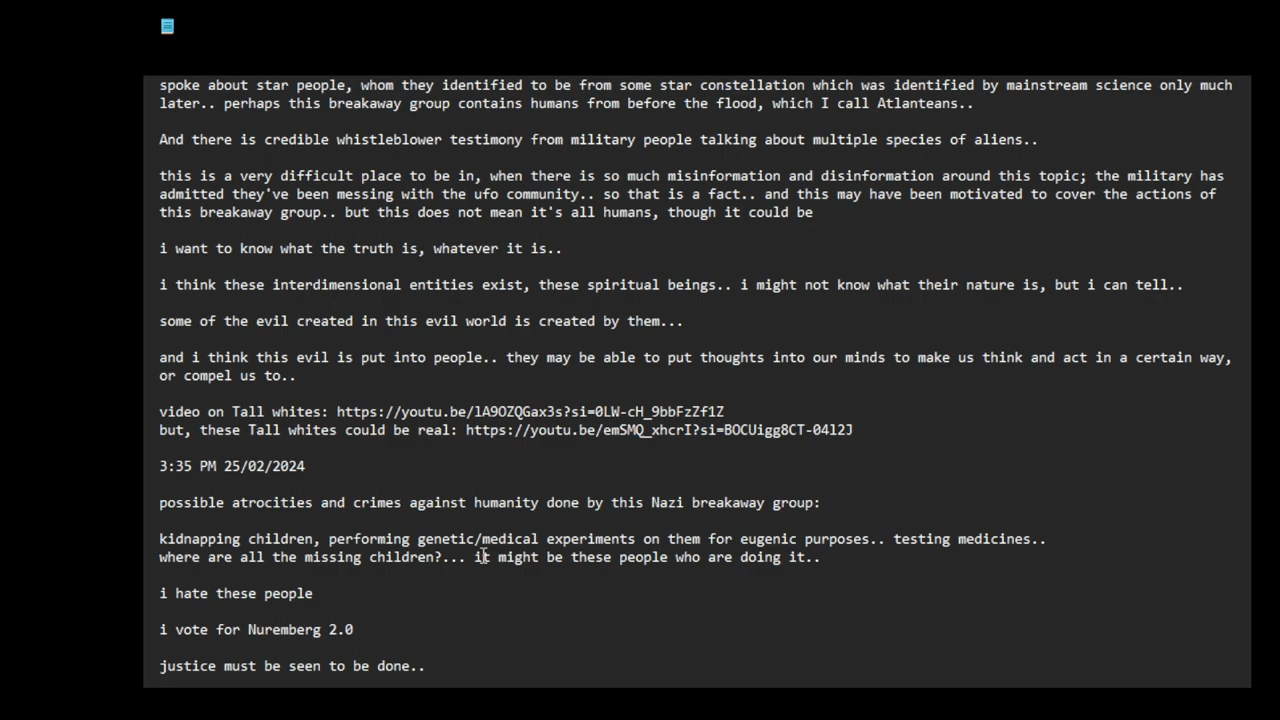 spoke about star people, whom they identified to be from some star constellation which was identified by mainstream science only much
later.. perhaps this breakaway group contains humans from before the flood, which I call Atlanteans..
And there is credible whistleblower testimony from military people talking about multiple species of aliens..
this is a very difficult place to be in, when there is so much misinformation and disinformation around this topic; the military has
admitted they've been messing with the ufo community.. so that is a fact.. and this may have been motivated to cover the actions of
this breakaway group.. but this does not mean it's all humans, though it could be
i want to know what the truth is, whatever it is..
i think these interdimensional entities exist, these spiritual beings.. i might not know what their nature is, but i can tell..
some of the evil created in this evil world is created by them...
and i think this evil is put into people.. they may be able to put thoughts into our minds to make us think and act in a certain way,
or compel us to..
video on Tall whites: https://youtu.be/lA9OZQGax3s?si=0LW-cH_9bbFzZf1Z
but, these Tall whites could be real: https://youtu.be/emSMQ_xhcrI?si=BOCUigg8CT-04l2J
3:35 PM 25/02/2024
possible atrocities and crimes against humanity done by this Nazi breakaway group:
kidnapping children, performing genetic/medical experiments on them for eugenic purposes.. testing medicines..
where are all the missing children?... it might be these people who are doing it..
i hate these people
i vote for Nuremberg 2.0
justice must be seen to be done..